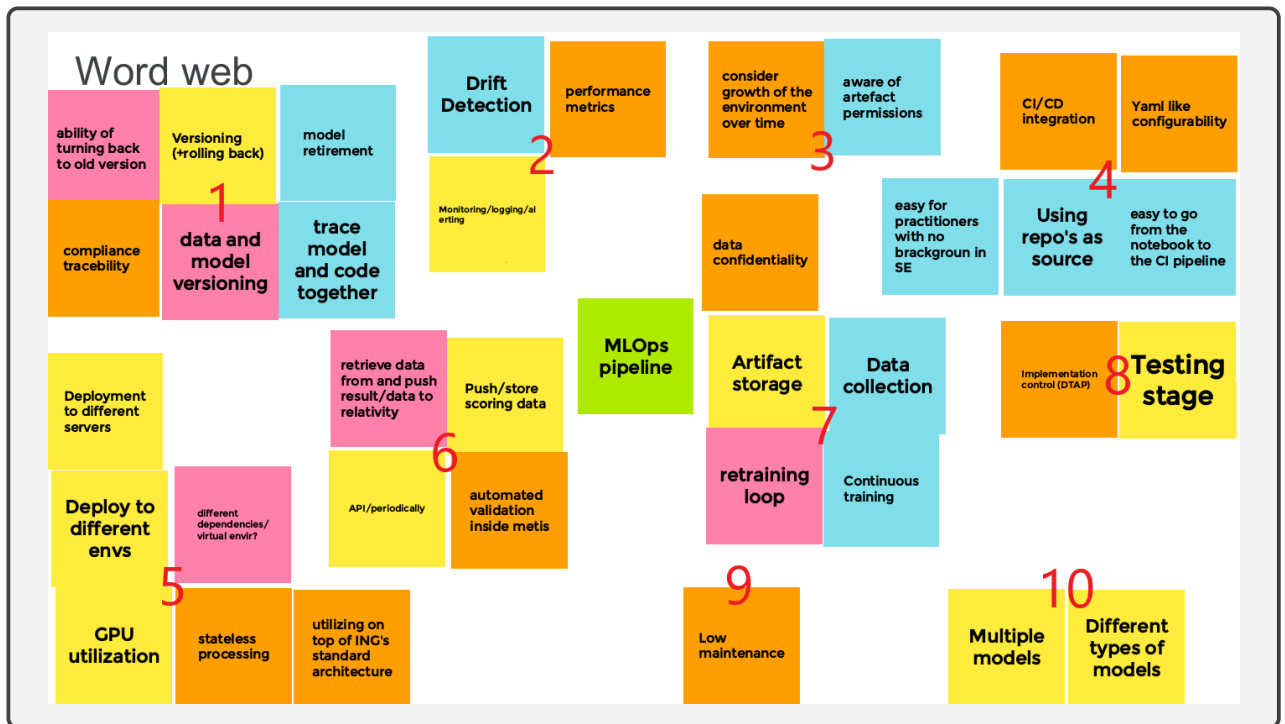 Word web
ability of
turning back
to old version
Versioning
(+rolling back)
model
retirement
1
compliance
tracebility
data and
model
versioning
trace
model
and code
together
Drift
Detection
performance
metrics
2
Monitoring/logging/al
erting
consider
growth of the
environment
over time
aware of
artefact
permissions
3
data
confidentiality
CI/CD
integration
Yaml like
configurability
4
easy for
practitioners
with no
brackgroun in
SE
Using
repo's as
source
easy to go
from the
notebook to
the CI pipeline
Deployment
to different
servers
Deploy to
different
envs
different
dependencies/
virtual envir?
5
GPU
utilization
stateless
processing
utilizing on
top of ING's
standard
architecture
retrieve data
from and push
result/data to
relativity
Push/store
scoring data
6
API/periodically
automated
validation
inside metis
MLOps
pipeline
Artifact
storage
Data
collection
7
retraining
loop
Continuous
training
Implementation
control (DTAP)
8
Testing
stage
9
Low
maintenance
10
Multiple
models
Different
types of
models